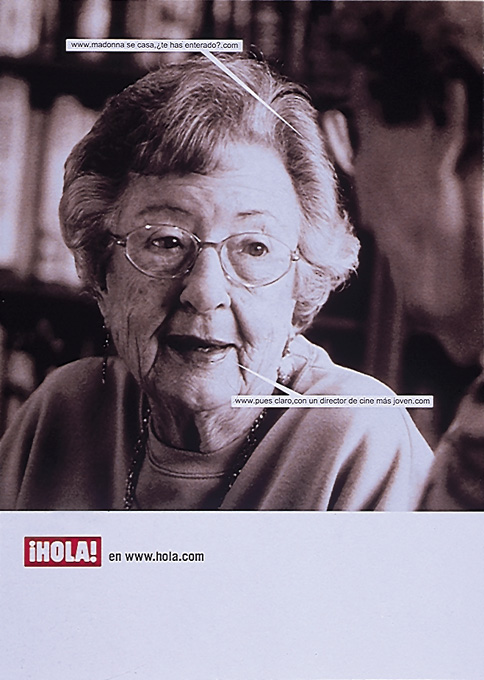 www.madonna se casa,¿te has enterado?.com
www.pues claro,con un director de cine más joven.com
¡HOLA! en www.hola.com